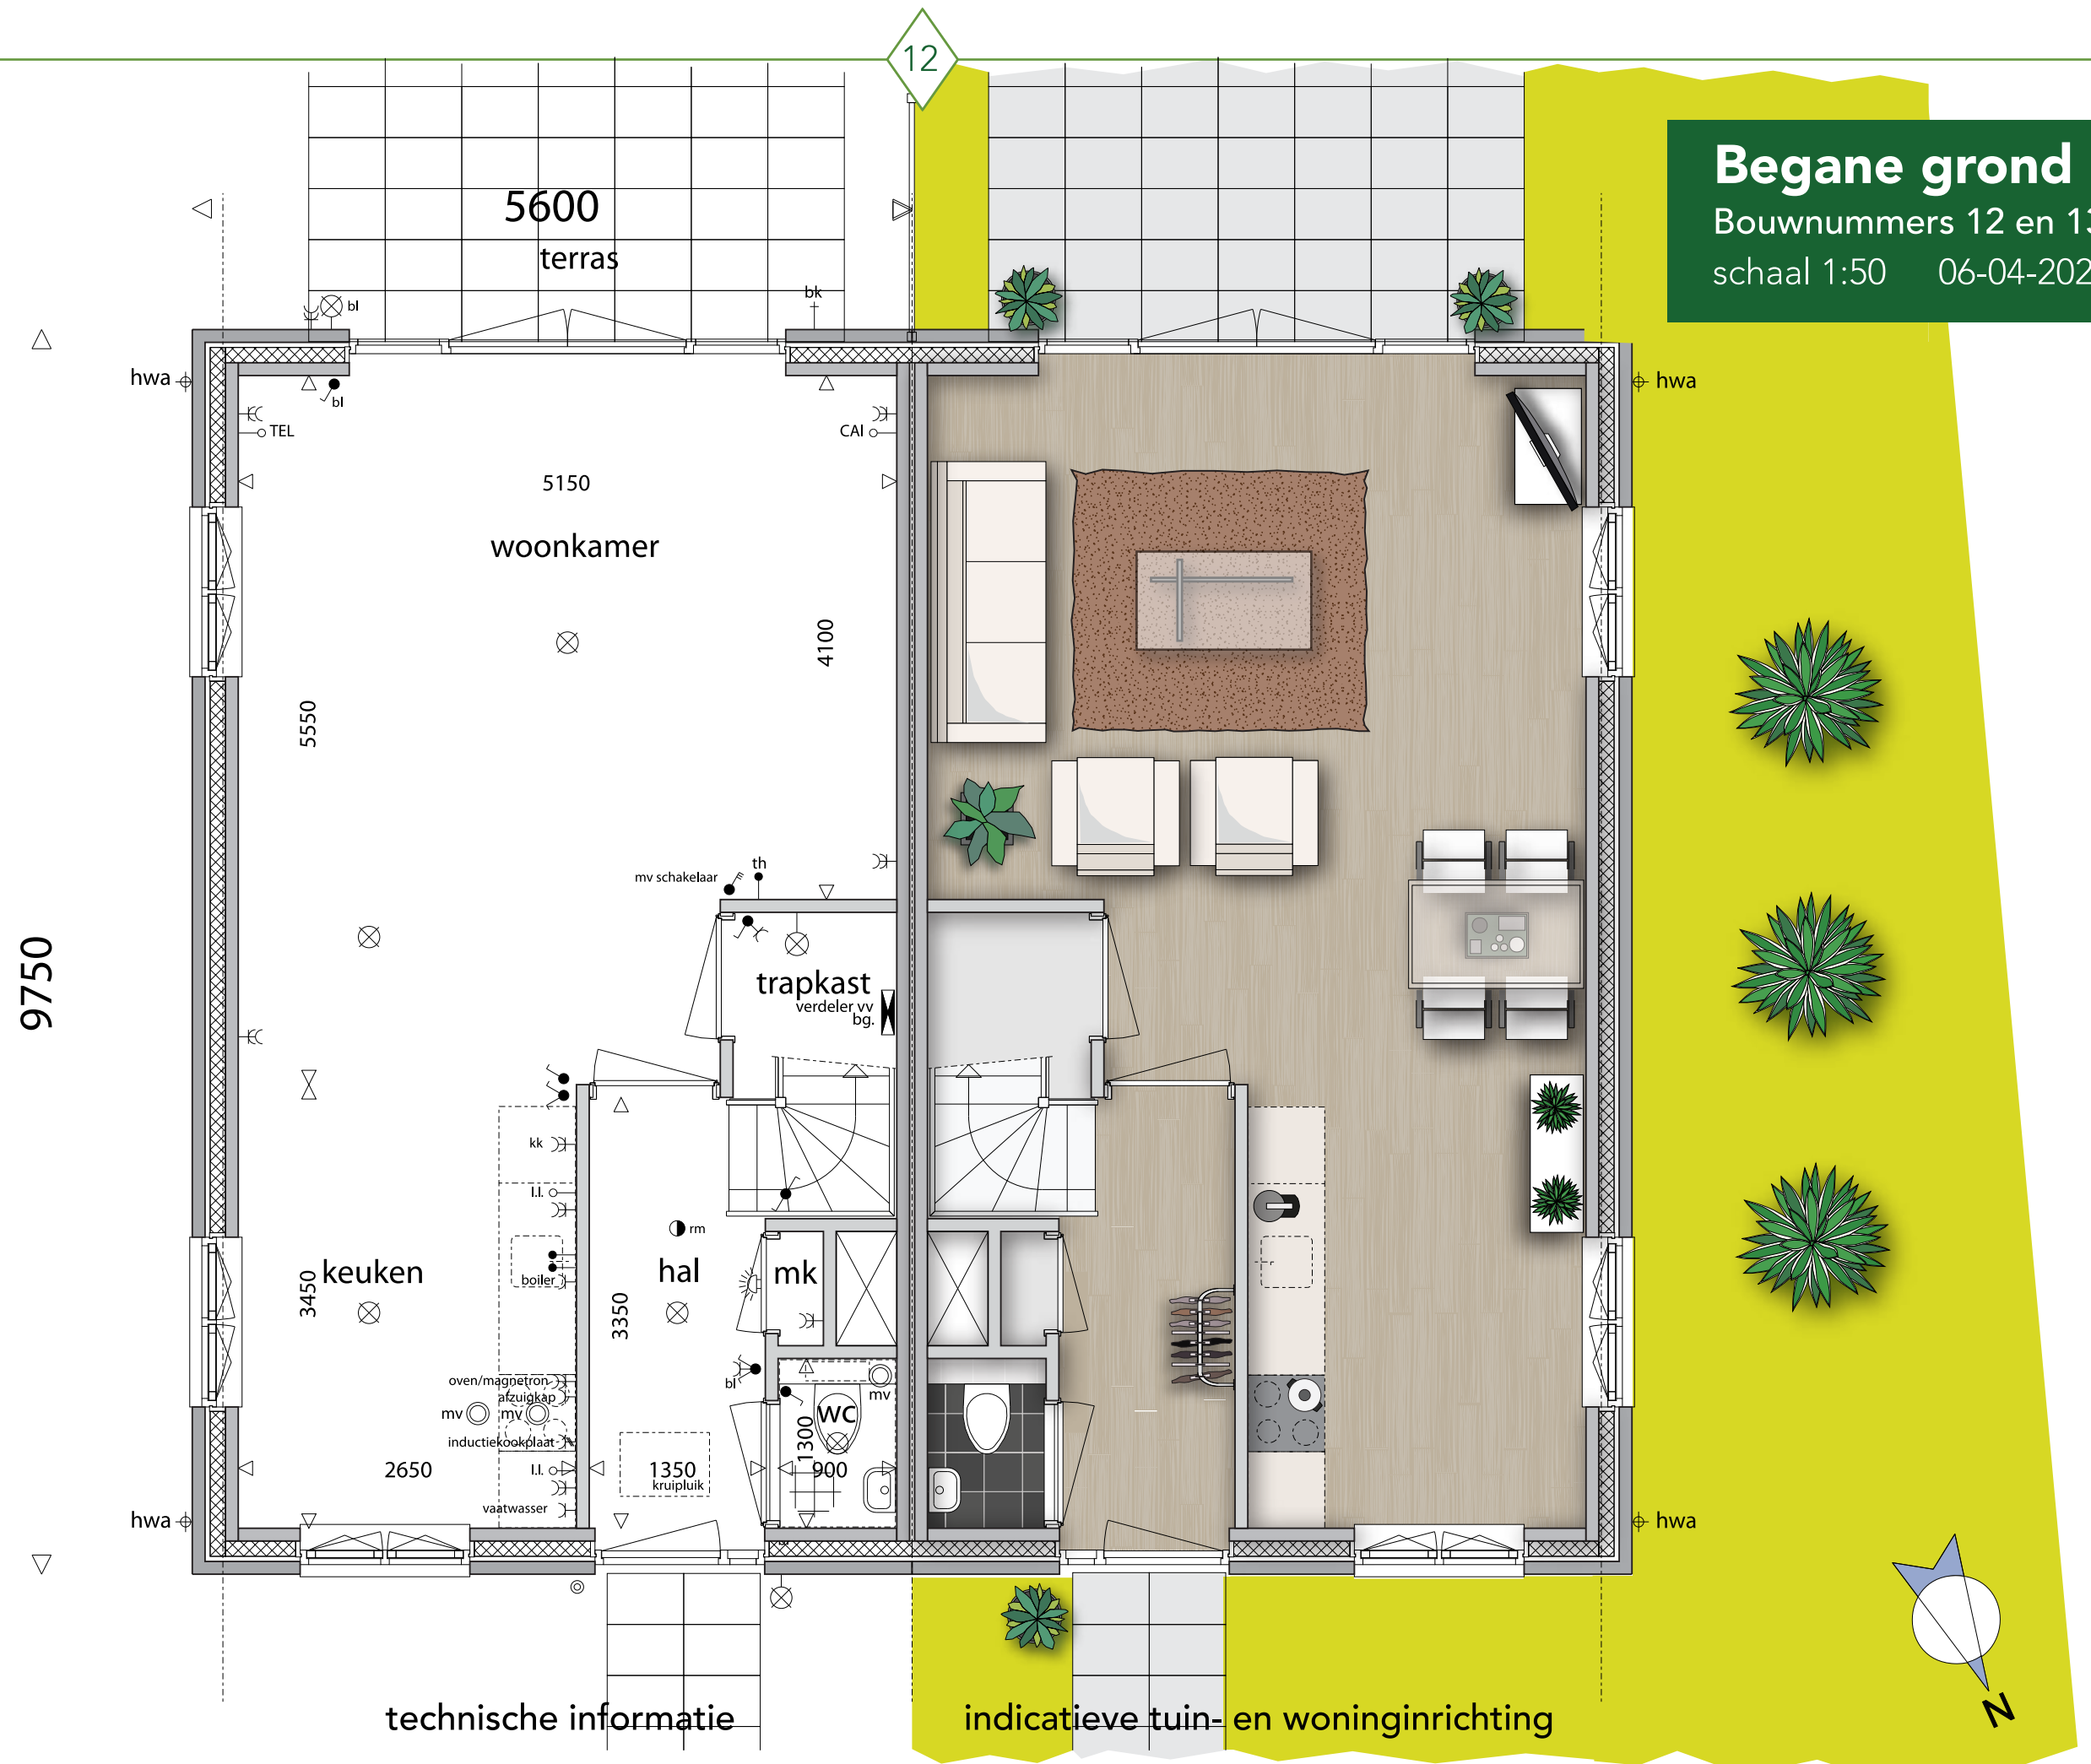 12
Begane grond
Bouwnummers 12 en 13
schaal 1:50 06-04-202
5600
terras
bl
bk
hwa
hwa
bl
TEL
CAI
5150
woonkamer
4100
5550
mv schakelaar
th
trapkast
verdeler vv
bg.
9750
kk
l.l.
rm
keuken
boiler
hal
mk
3450
3350
oven/magnetron
afzuigkap
bl
mv
mv
mv
wc
inductiekookplaat
1300
2650
l.l.
1350
900
kruipluik
vaatwasser
hwa
hwa
N
technische informatie
indicatieve tuin- en woninginrichting